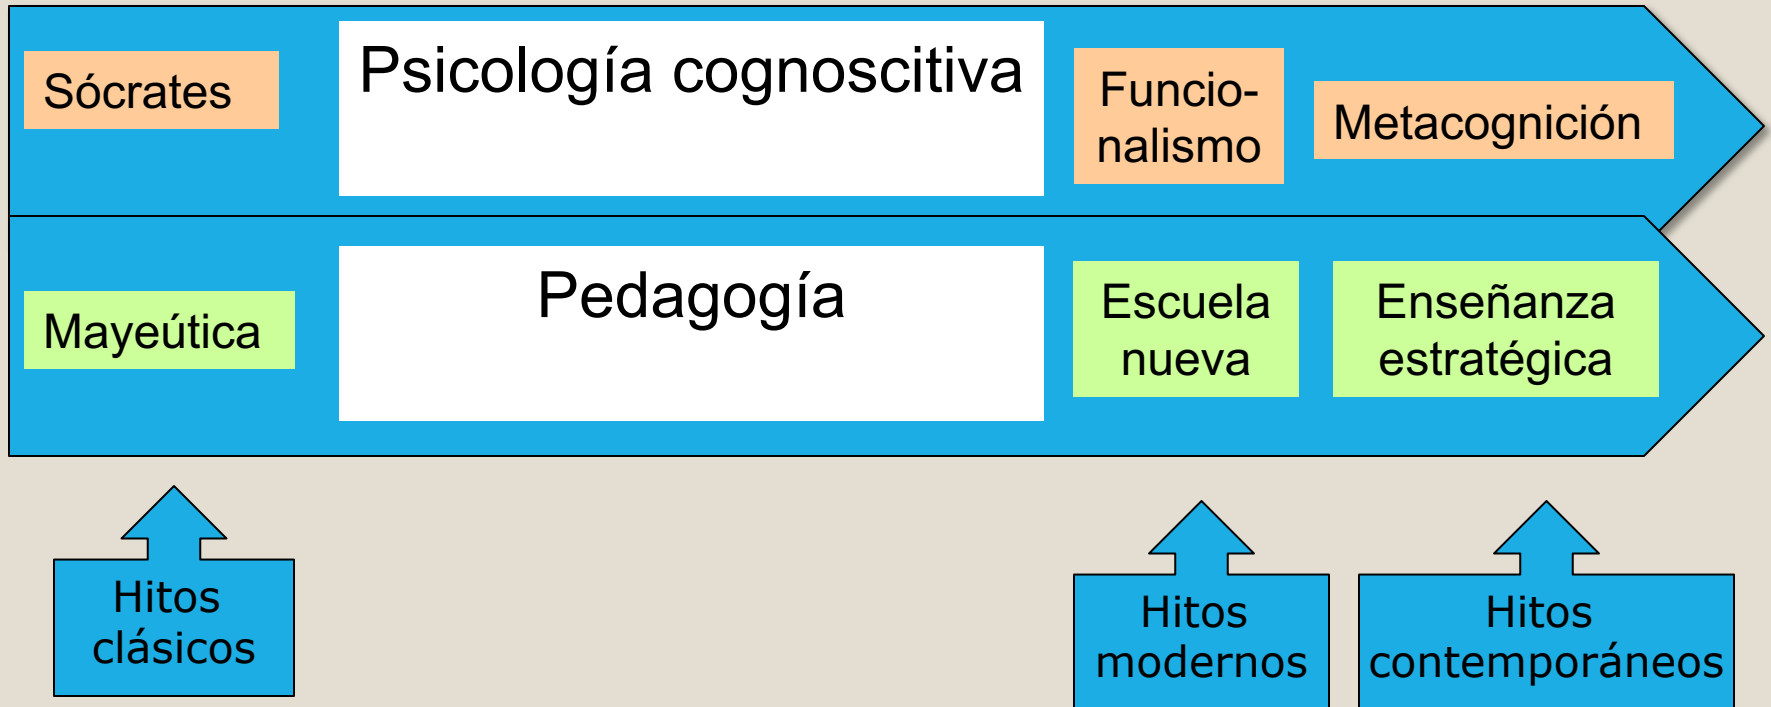 Sócrates
Psicología cognoscitiva
Funcio-
nalismo
Metacognición
Mayeútica
Pedagogía
Escuela
nueva
Enseñanza
estratégica
Hitos
clásicos
Hitos
modernos
Hitos
contemporáneos